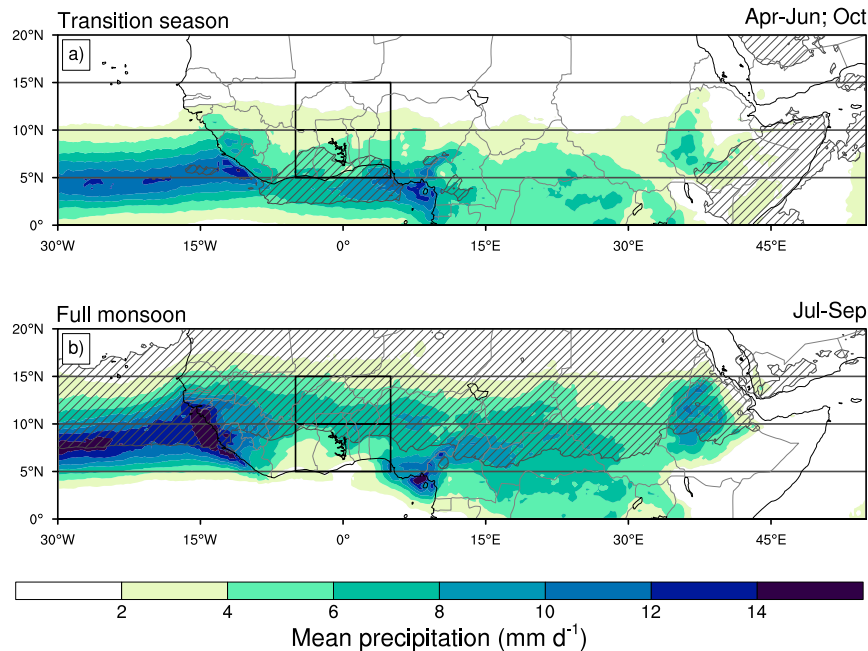 Transition season Apr-Jun; Oct
20°N
a)
15°N
10°N
5°N
0°
30°W 15°W 0° 15°E 30°E 45°E
Full monsoon Jul-Sep
20°N
b)
15°N
10°N
5°N
0°
30°W 15°W 0° 15°E 30°E 45°E
2 4 6 8 10 12 14
Mean precipitation (mm d⁻¹)